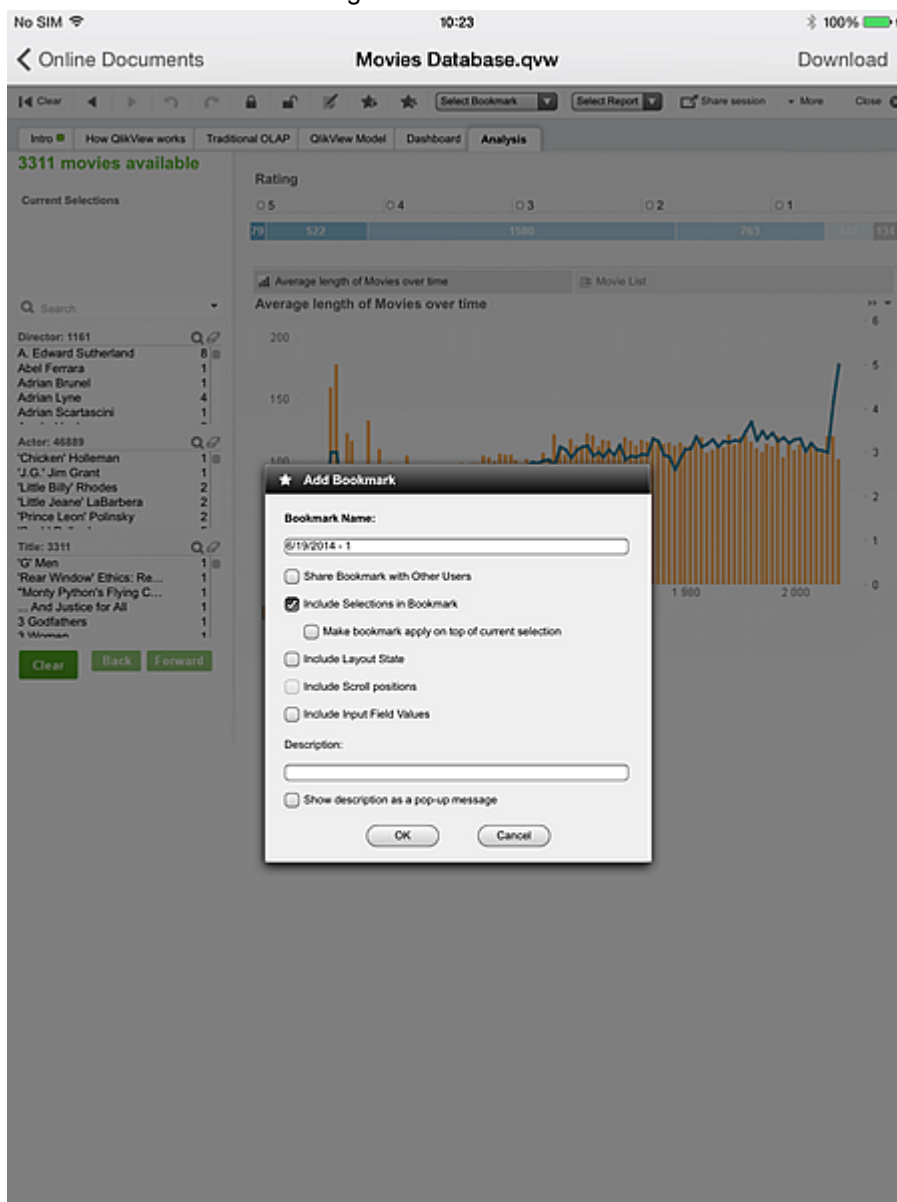 No SIM 10:23 100%
Online Documents Movies Database.qvw Download
Clear Select Bookmark Select Report Share session More Close
Intro How QlikView works Traditional OLAP QlikView Model Dashboard Analysis
3311 movies available
Current Selections
Rating
5 4 3 2 1
79 522 1580 763 134
Average length of Movies over time Movie List
Average length of Movies over time
Search
Director: 1161
A. Edward Sutherland 8
Abel Ferrara 1
Adrian Brunel 1
Adrian Lyne 4
Adrian Scartascini 1
Actor: 46889
'Chicken' Holleman 1
'J.G.' Jim Grant 1
'Little Billy' Rhodes 2
'Little Jeane' LaBarbera 2
'Prince Leon' Polinsky 2
Title: 3311
'G' Men 1
'Rear Window' Ethics: Re... 1
"Monty Python's Flying C... 1
... And Justice for All 1
3 Godfathers 1
3 Women 1
Clear Back Forward
200
150
100
6
5
4
3
2
1
0
1 980 2 000
Add Bookmark
Bookmark Name:
6/19/2014 - 1
Share Bookmark with Other Users
Include Selections in Bookmark
Make bookmark apply on top of current selection
Include Layout State
Include Scroll positions
Include Input Field Values
Description:
Show description as a pop-up message
OK Cancel